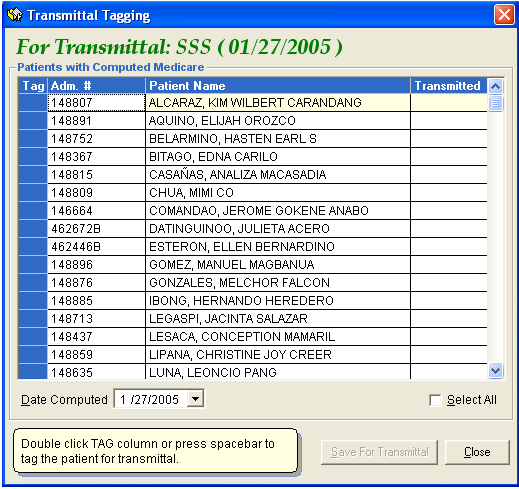 Transmittal Tagging
For Transmittal: SSS ( 01/27/2005 )
Patients with Computed Medicare
Tag Adm. # Patient Name Transmitted
148807 ALCARAZ, KIM WILBERT CARANDANG
148891 AQUINO, ELIJAH OROZCO
148752 BELARMINO, HASTEN EARL S
148367 BITAGO, EDNA CARILO
148815 CASAÑAS, ANALIZA MACASADIA
148809 CHUA, MIMI CO
146664 COMANDAO, JEROME GOKENE ANABO
462672B DATINGUINOO, JULIETA ACERO
462446B ESTERON, ELLEN BERNARDINO
148896 GOMEZ, MANUEL MAGBANUA
148876 GONZALES, MELCHOR FALCON
148885 IBONG, HERNANDO HEREDERO
148713 LEGASPI, JACINTA SALAZAR
148437 LESACA, CONCEPTION MAMARIL
148859 LIPANA, CHRISTINE JOY CREER
148635 LUNA, LEONCIO PANG
Date Computed 1 /27/2005 Select All
Double click TAG column or press spacebar to
tag the patient for transmittal.
Save For Transmittal Close